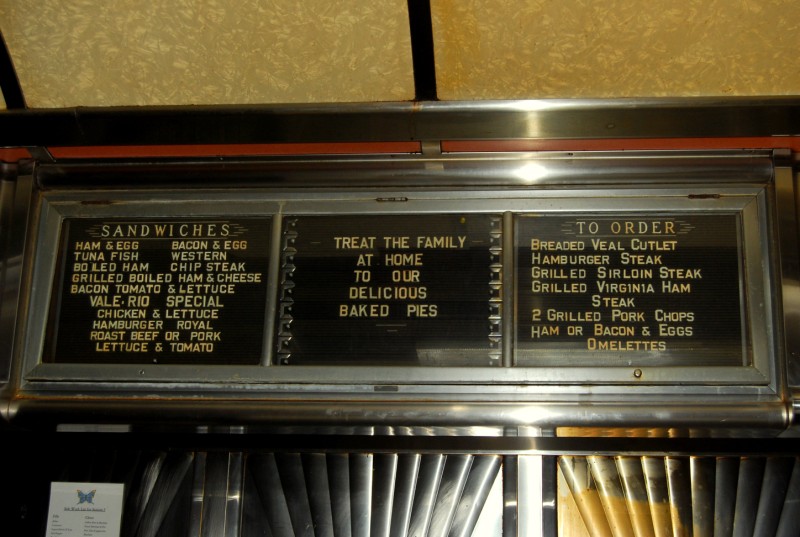 SANDWICHES
HAM & EGG BACON & EGG
TUNA FISH WESTERN
BOILED HAM CHIP STEAK
GRILLED BOILED HAM & CHEESE
BACON TOMATO & LETTUCE
VALE-RIO SPECIAL
CHICKEN & LETTUCE
HAMBURGER ROYAL
ROAST BEEF OR PORK
LETTUCE & TOMATO
TREAT THE FAMILY
AT HOME
TO OUR
DELICIOUS
BAKED PIES
TO ORDER
BREADED VEAL CUTLET
HAMBURGER STEAK
GRILLED SIRLOIN STEAK
GRILLED VIRGINIA HAM
STEAK
2 GRILLED PORK CHOPS
HAM OR BACON & EGGS
OMELETTES